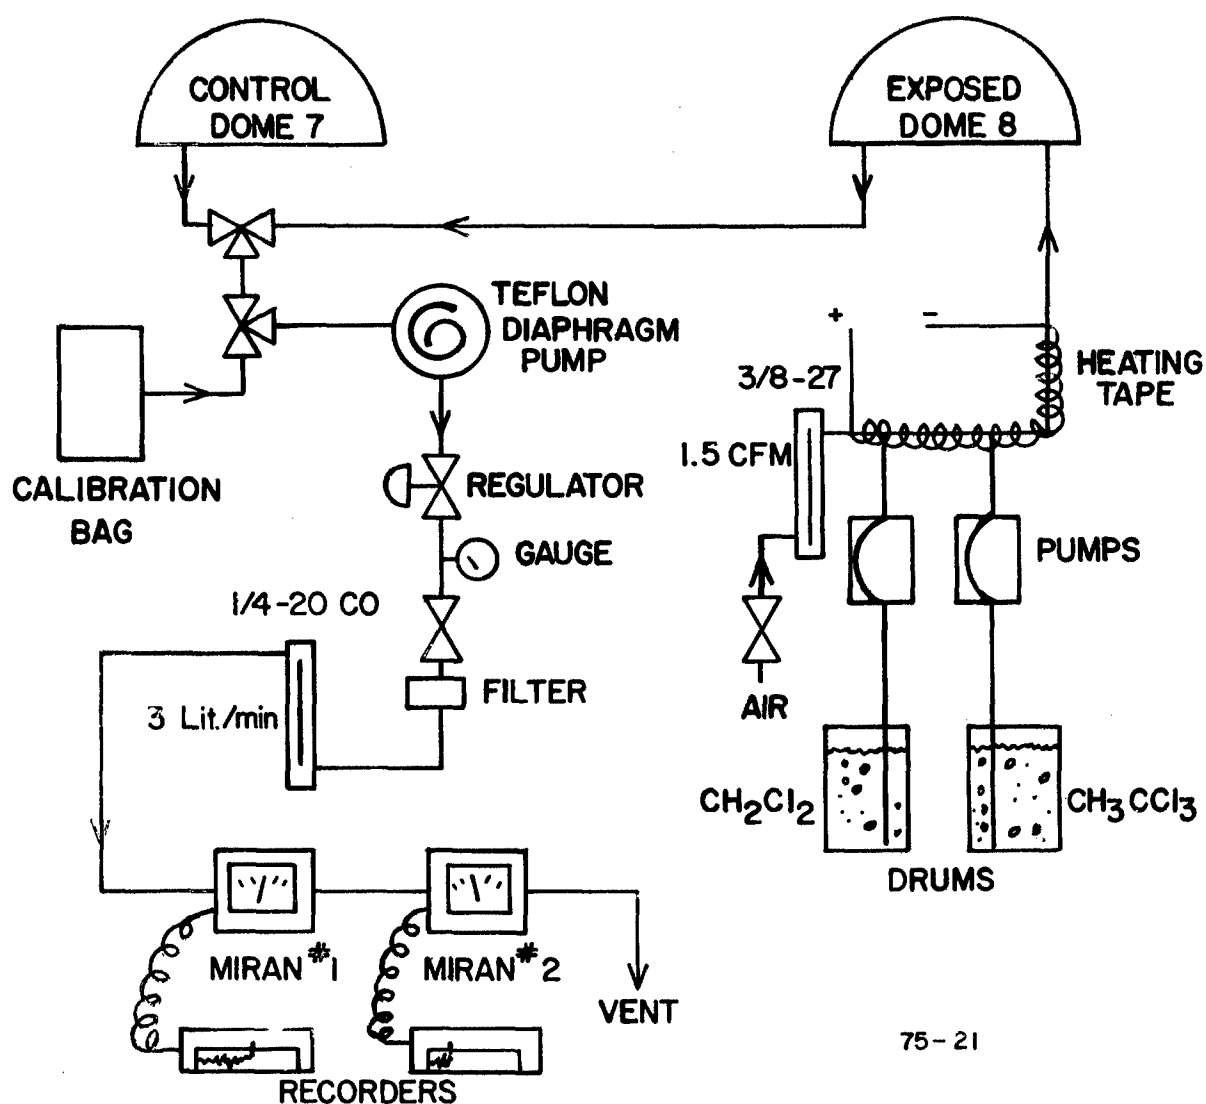 CONTROL
DOME 7
EXPOSED
DOME 8
TEFLON
DIAPHRAGM
PUMP
+ -
HEATING
TAPE
3/8-27
1.5 CFM
CALIBRATION
BAG
REGULATOR
GAUGE
PUMPS
1/4-20 CO
FILTER
3 Lit./min
AIR
CH2Cl2
CH3CCl3
DRUMS
MIRAN #1
MIRAN #2
VENT
RECORDERS
75-21